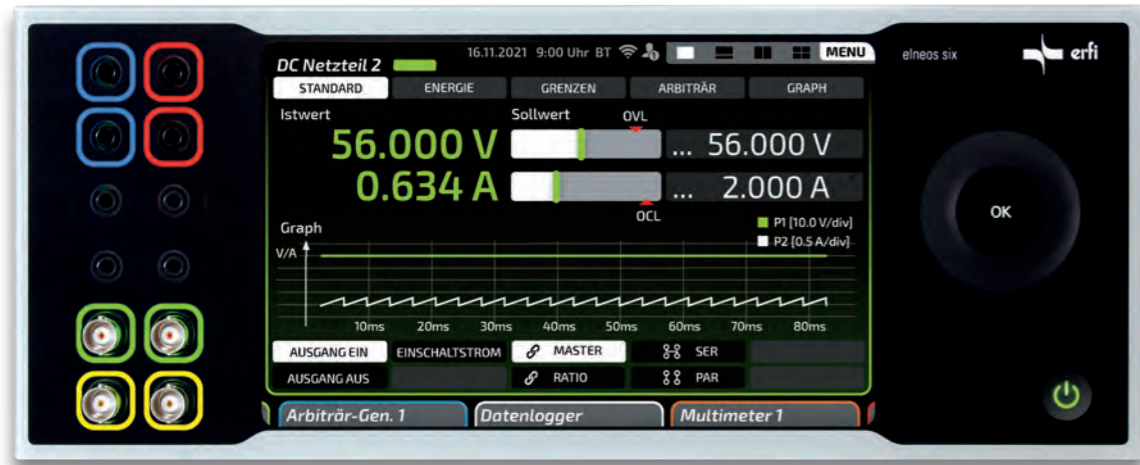 16.11.2021 9:00 Uhr BT MENU
DC Netzteil 2
elneos six
erfi
STANDARD ENERGIE GRENZEN ARBITRÄR GRAPH
Istwert Sollwert OVL
56.000 V ... 56.000 V
0.634 A ... 2.000 A
OCL
Graph
P1 [10.0 V/div]
P2 [0.5 A/div]
V/A
10ms 20ms 30ms 40ms 50ms 60ms 70ms 80ms
AUSGANG EIN EINSCHALTSTROM MASTER SER
AUSGANG AUS RATIO PAR
Arbiträr-Gen. 1 Datenlogger Multimeter 1
OK